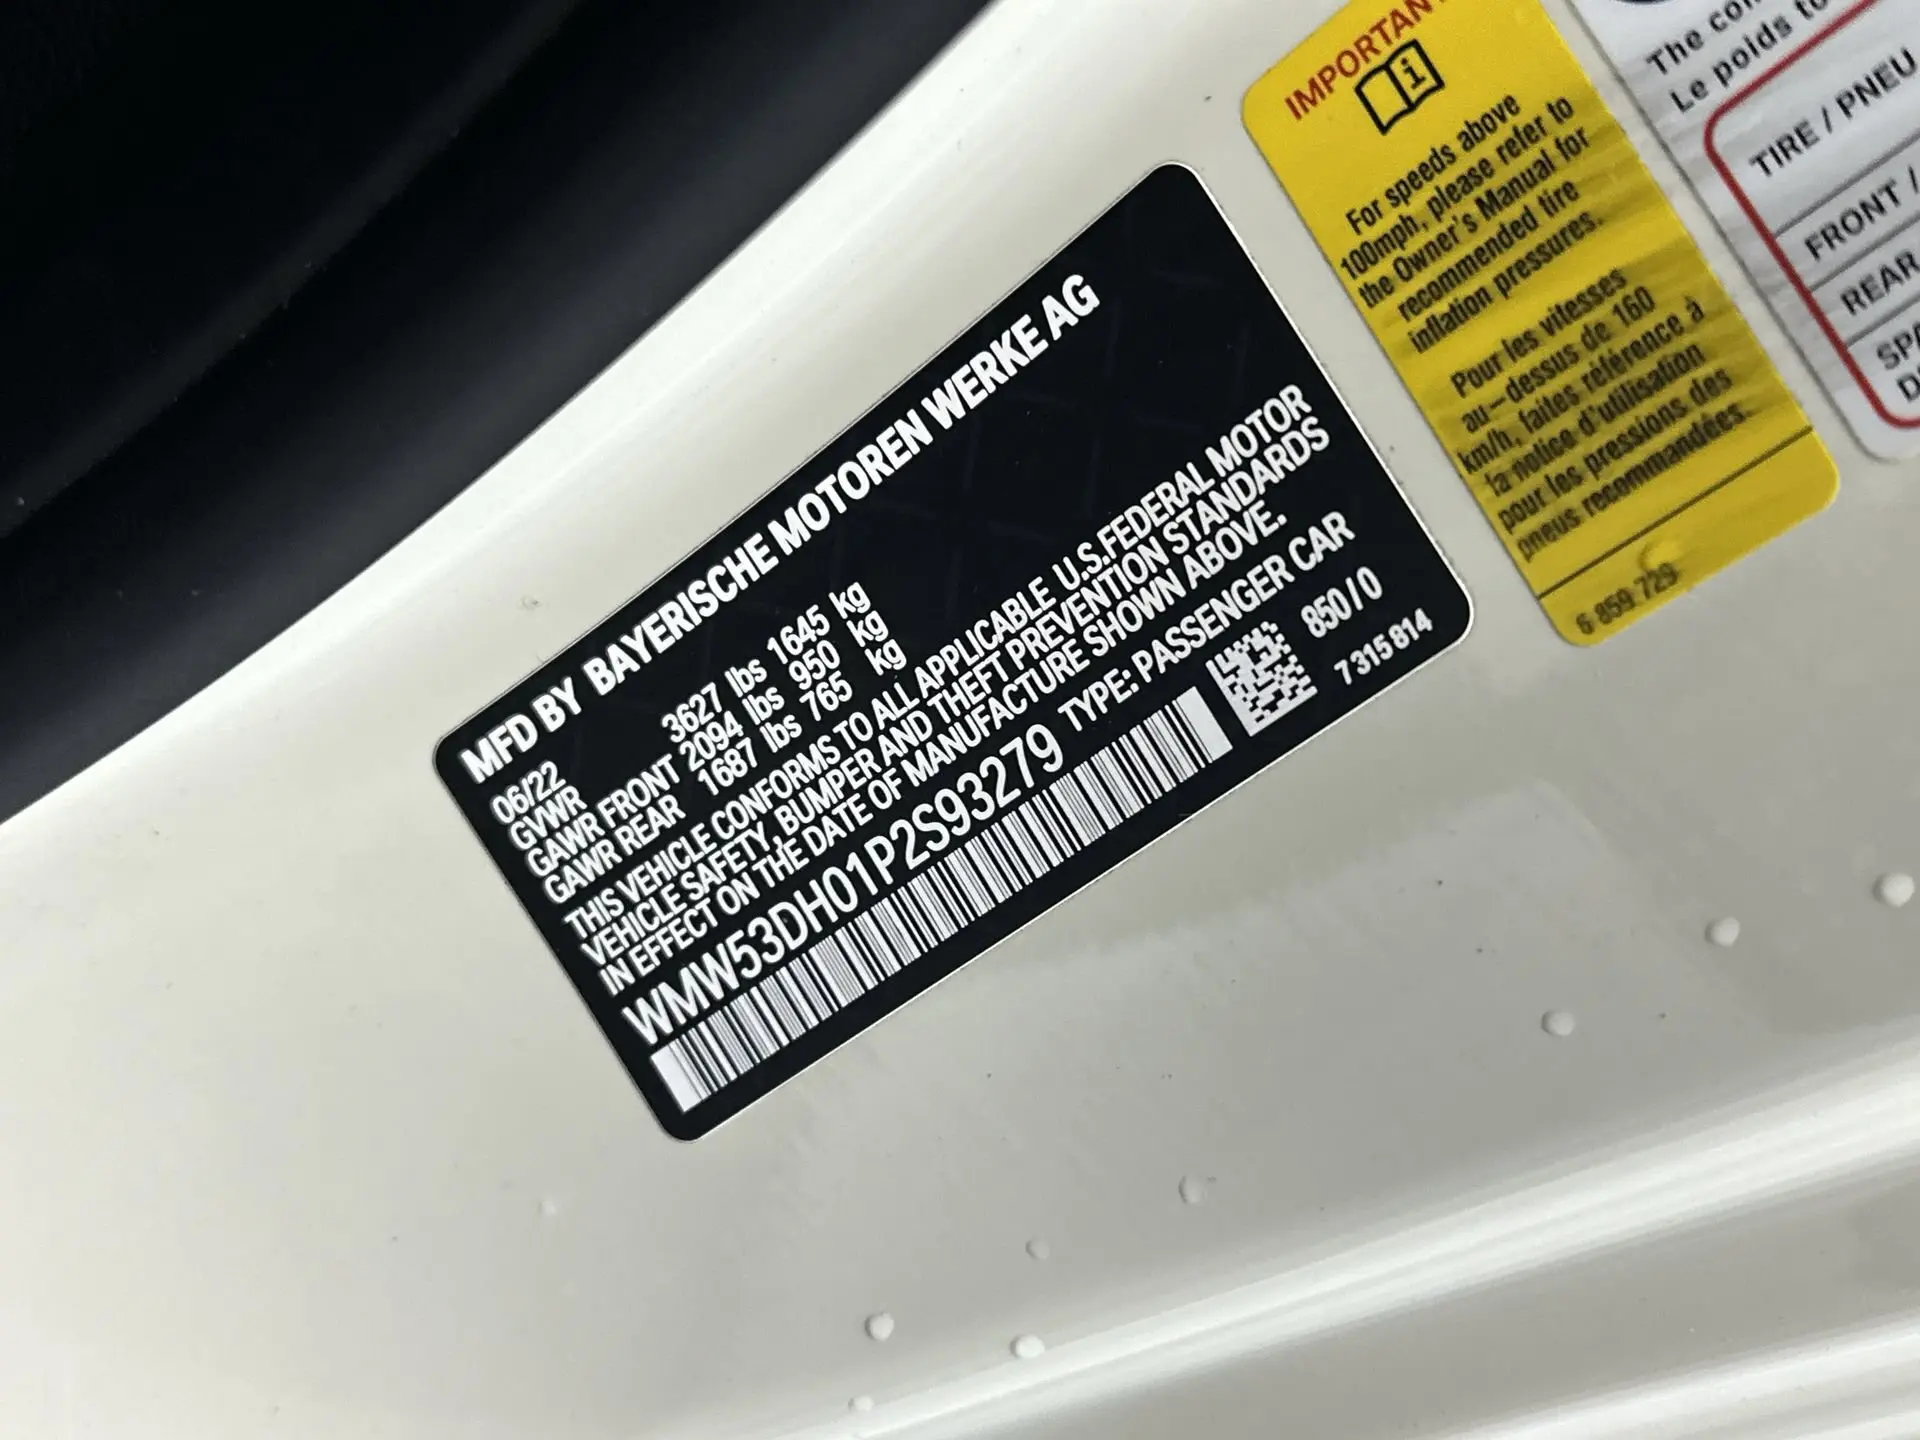 MFD BY BAYERISCHE MOTOREN WERKE AG
06/22
GVWR 3627 lbs 1645 kg
GAWR FRONT 2094 lbs 950 kg
GAWR REAR 1687 lbs 765 kg
THIS VEHICLE CONFORMS TO ALL APPLICABLE U.S.FEDERAL MOTOR
VEHICLE SAFETY, BUMPER AND THEFT PREVENTION STANDARDS
IN EFFECT ON THE DATE OF MANUFACTURE SHOWN ABOVE.
WMW53DH01P2S93279 TYPE: PASSENGER CAR
850/0
7 315 814
IMPORTANT
For speeds above
100mph, please refer to
the Owner's Manual for
recommended tire
inflation pressures.
Pour les vitesses
au-dessus de 160
km/h, faites référence à
la notice d'utilisation
pour les pressions des
pneus recommandées.
6 859 729
The
Le poids
TIRE / PNEU
FRONT /
REAR